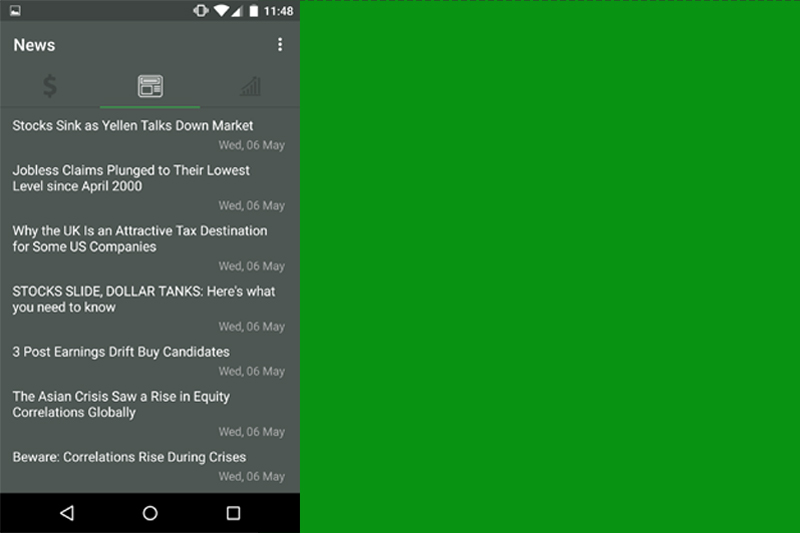 11:48
News
$
Stocks Sink as Yellen Talks Down Market
Wed, 06 May
Jobless Claims Plunged to Their Lowest
Level since April 2000
Wed, 06 May
Why the UK Is an Attractive Tax Destination
for Some US Companies
Wed, 06 May
STOCKS SLIDE, DOLLAR TANKS: Here's what
you need to know
Wed, 06 May
3 Post Earnings Drift Buy Candidates
Wed, 06 May
The Asian Crisis Saw a Rise in Equity
Correlations Globally
Wed, 06 May
Beware: Correlations Rise During Crises
Wed, 06 May